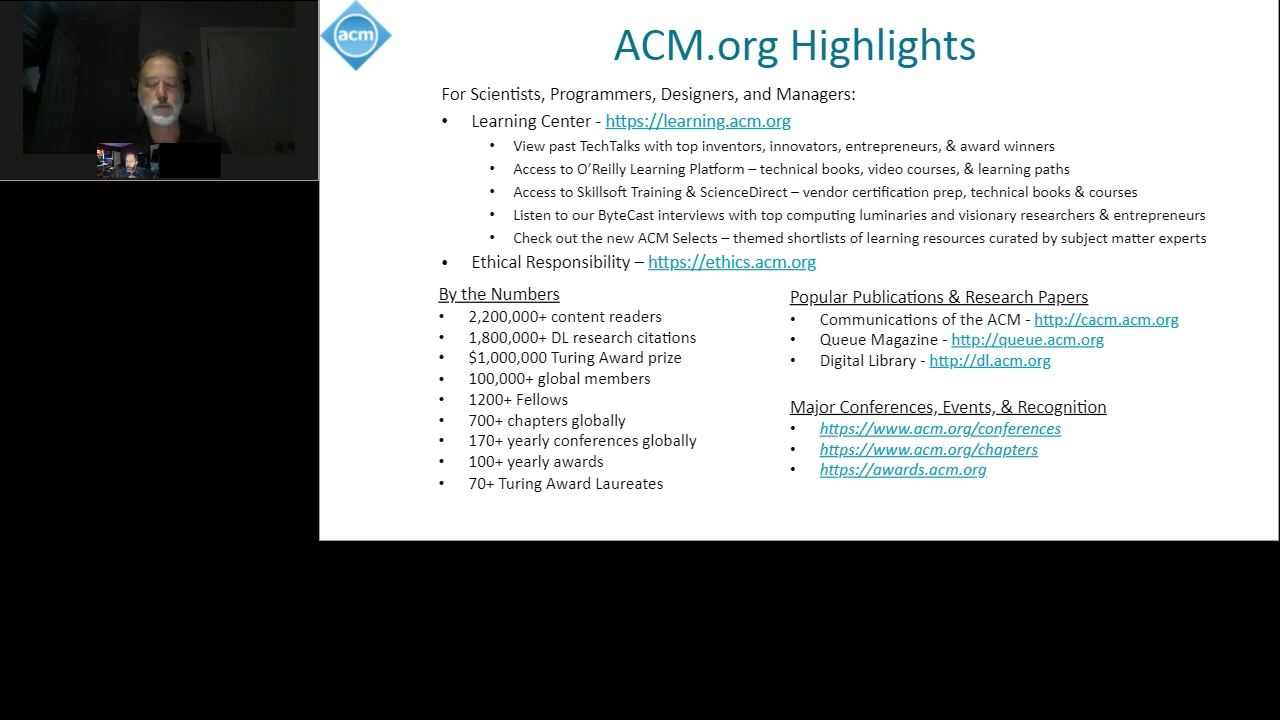 acm
ACM.org Highlights
For Scientists, Programmers, Designers, and Managers:
• Learning Center - https://learning.acm.org
• View past TechTalks with top inventors, innovators, entrepreneurs, & award winners
• Access to O’Reilly Learning Platform – technical books, video courses, & learning paths
• Access to Skillsoft Training & ScienceDirect – vendor certification prep, technical books & courses
• Listen to our ByteCast interviews with top computing luminaries and visionary researchers & entrepreneurs
• Check out the new ACM Selects – themed shortlists of learning resources curated by subject matter experts
• Ethical Responsibility – https://ethics.acm.org
By the Numbers
• 2,200,000+ content readers
• 1,800,000+ DL research citations
• $1,000,000 Turing Award prize
• 100,000+ global members
• 1200+ Fellows
• 700+ chapters globally
• 170+ yearly conferences globally
• 100+ yearly awards
• 70+ Turing Award Laureates
Popular Publications & Research Papers
• Communications of the ACM - http://cacm.acm.org
• Queue Magazine - http://queue.acm.org
• Digital Library - http://dl.acm.org
Major Conferences, Events, & Recognition
• https://www.acm.org/conferences
• https://www.acm.org/chapters
• https://awards.acm.org